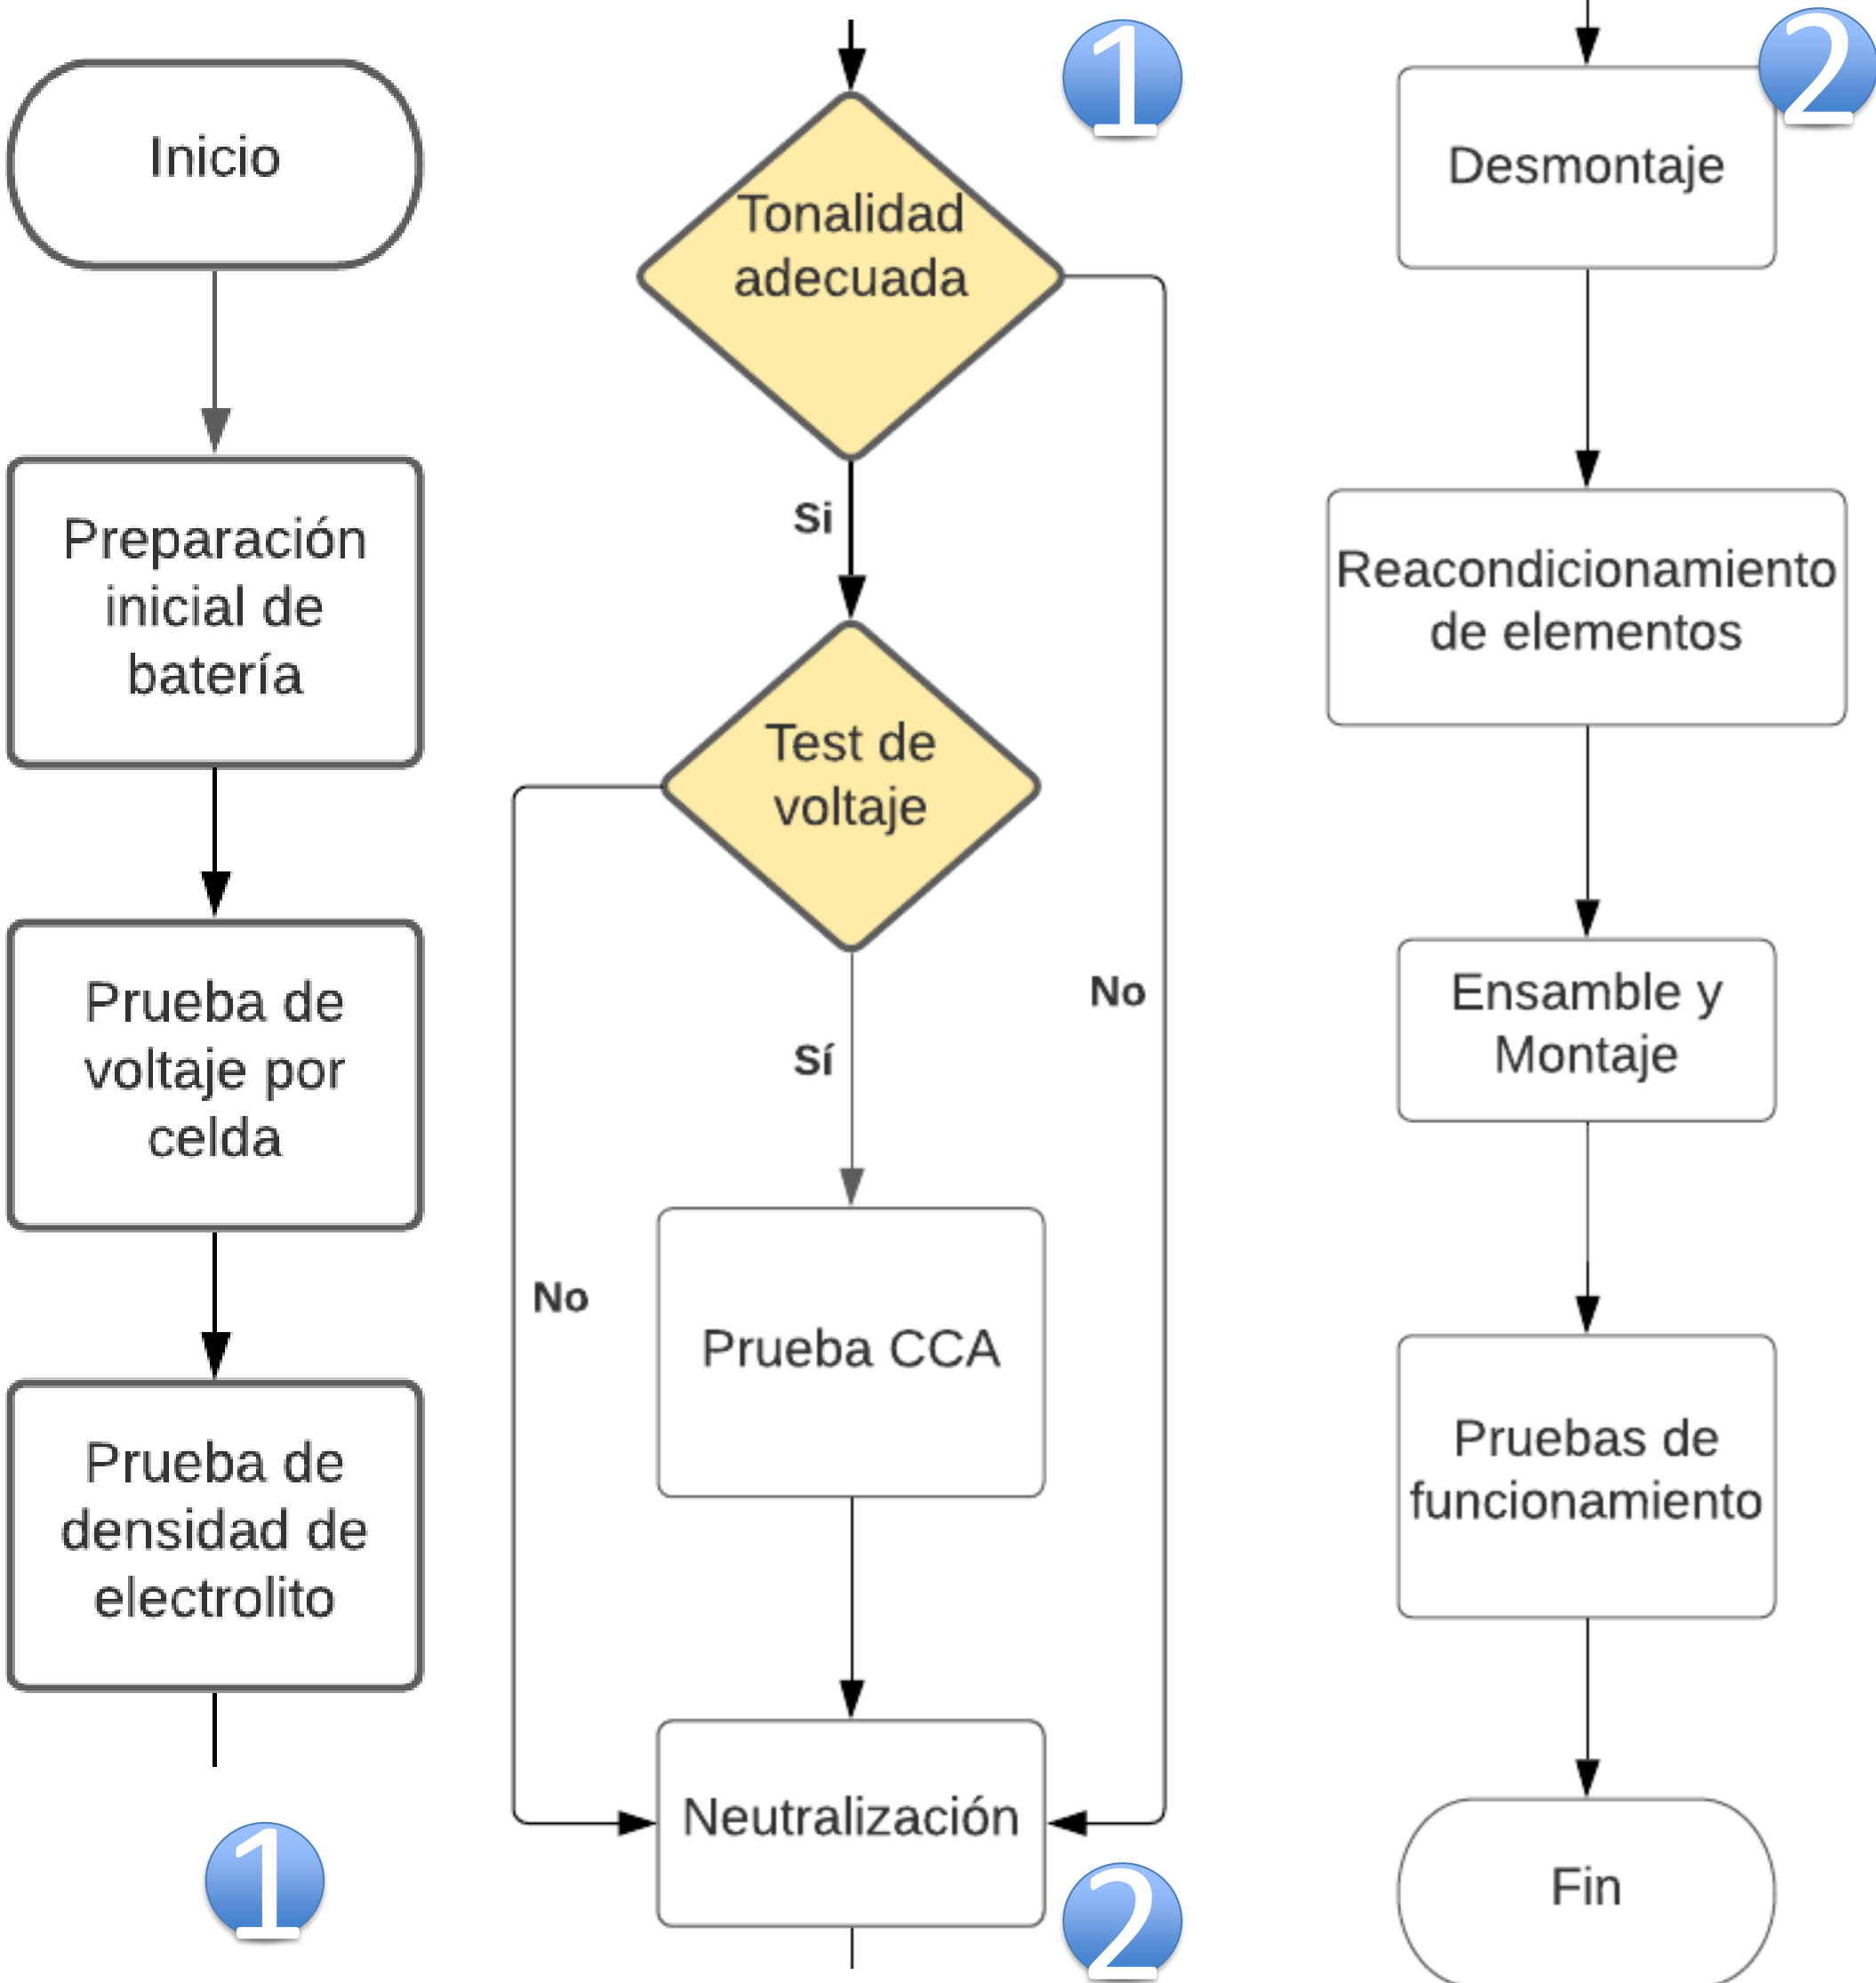 Inicio
Preparación
inicial de
batería
Prueba de
voltaje por
celda
Prueba de
densidad de
electrolito
1
1
Tonalidad
adecuada
Si
Test de
voltaje
Sí
No
No
Prueba CCA
Neutralización
2
2
Desmontaje
Reacondicionamiento
de elementos
Ensamble y
Montaje
Pruebas de
funcionamiento
Fin